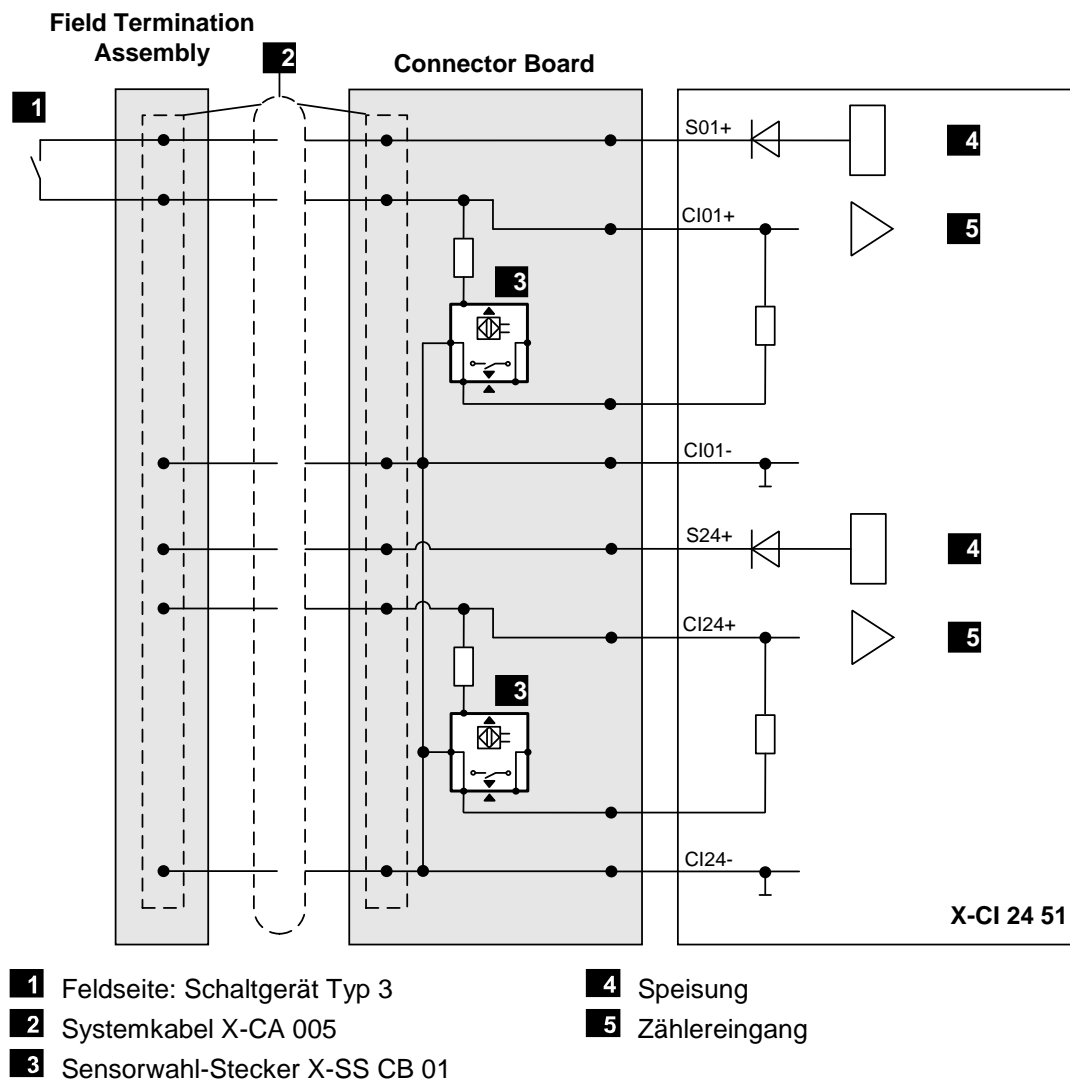 Field Termination
Assembly
2
Connector Board
1
S01+
4
CI01+
5
3
CI01-
S24+
4
CI24+
5
3
CI24-
X-CI 24 51
1 Feldseite: Schaltgerät Typ 3
2 Systemkabel X-CA 005
3 Sensorwahl-Stecker X-SS CB 01
4 Speisung
5 Zählereingang